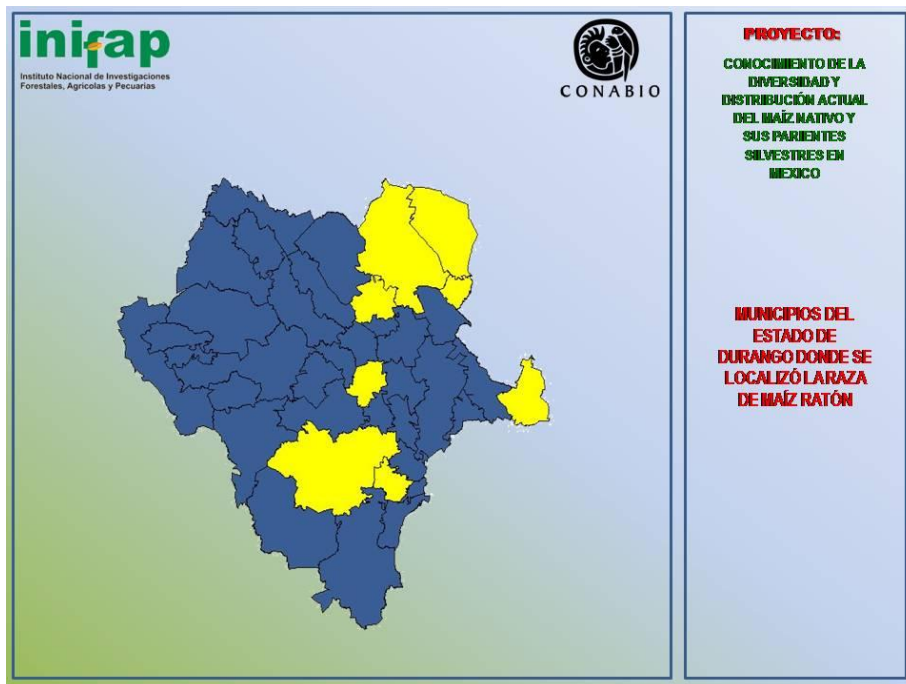 inifap
Instituto Nacional de Investigaciones
Forestales, Agrícolas y Pecuarias
CONABIO
PROYECTO:
CONOCIMIENTO DE LA
DIVERSIDAD Y
DISTRIBUCIÓN ACTUAL
DEL MAÍZ NATIVO Y
SUS PARIENTES
SILVESTRES EN
MEXICO
MUNICIPIOS DEL
ESTADO DE
DURANGO DONDE SE
LOCALIZÓ LA RAZA
DE MAÍZ RATÓN